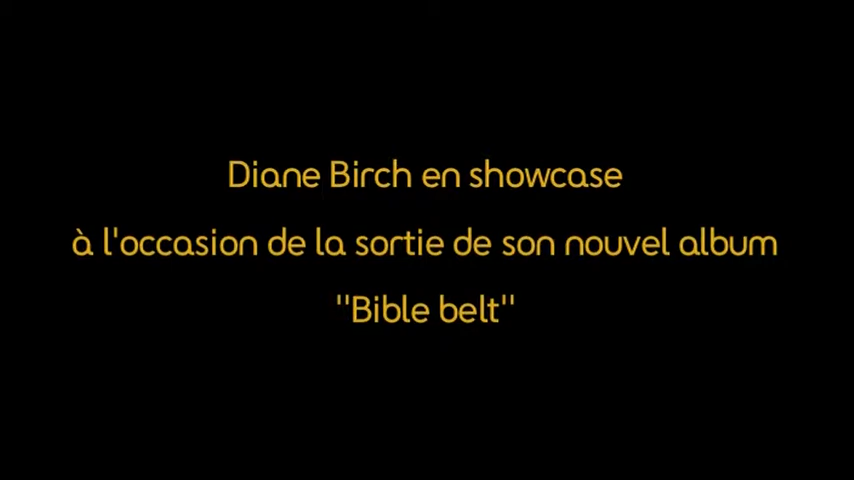 Diane Birch en showcase
à l'occasion de la sortie de son nouvel album
"Bible belt"